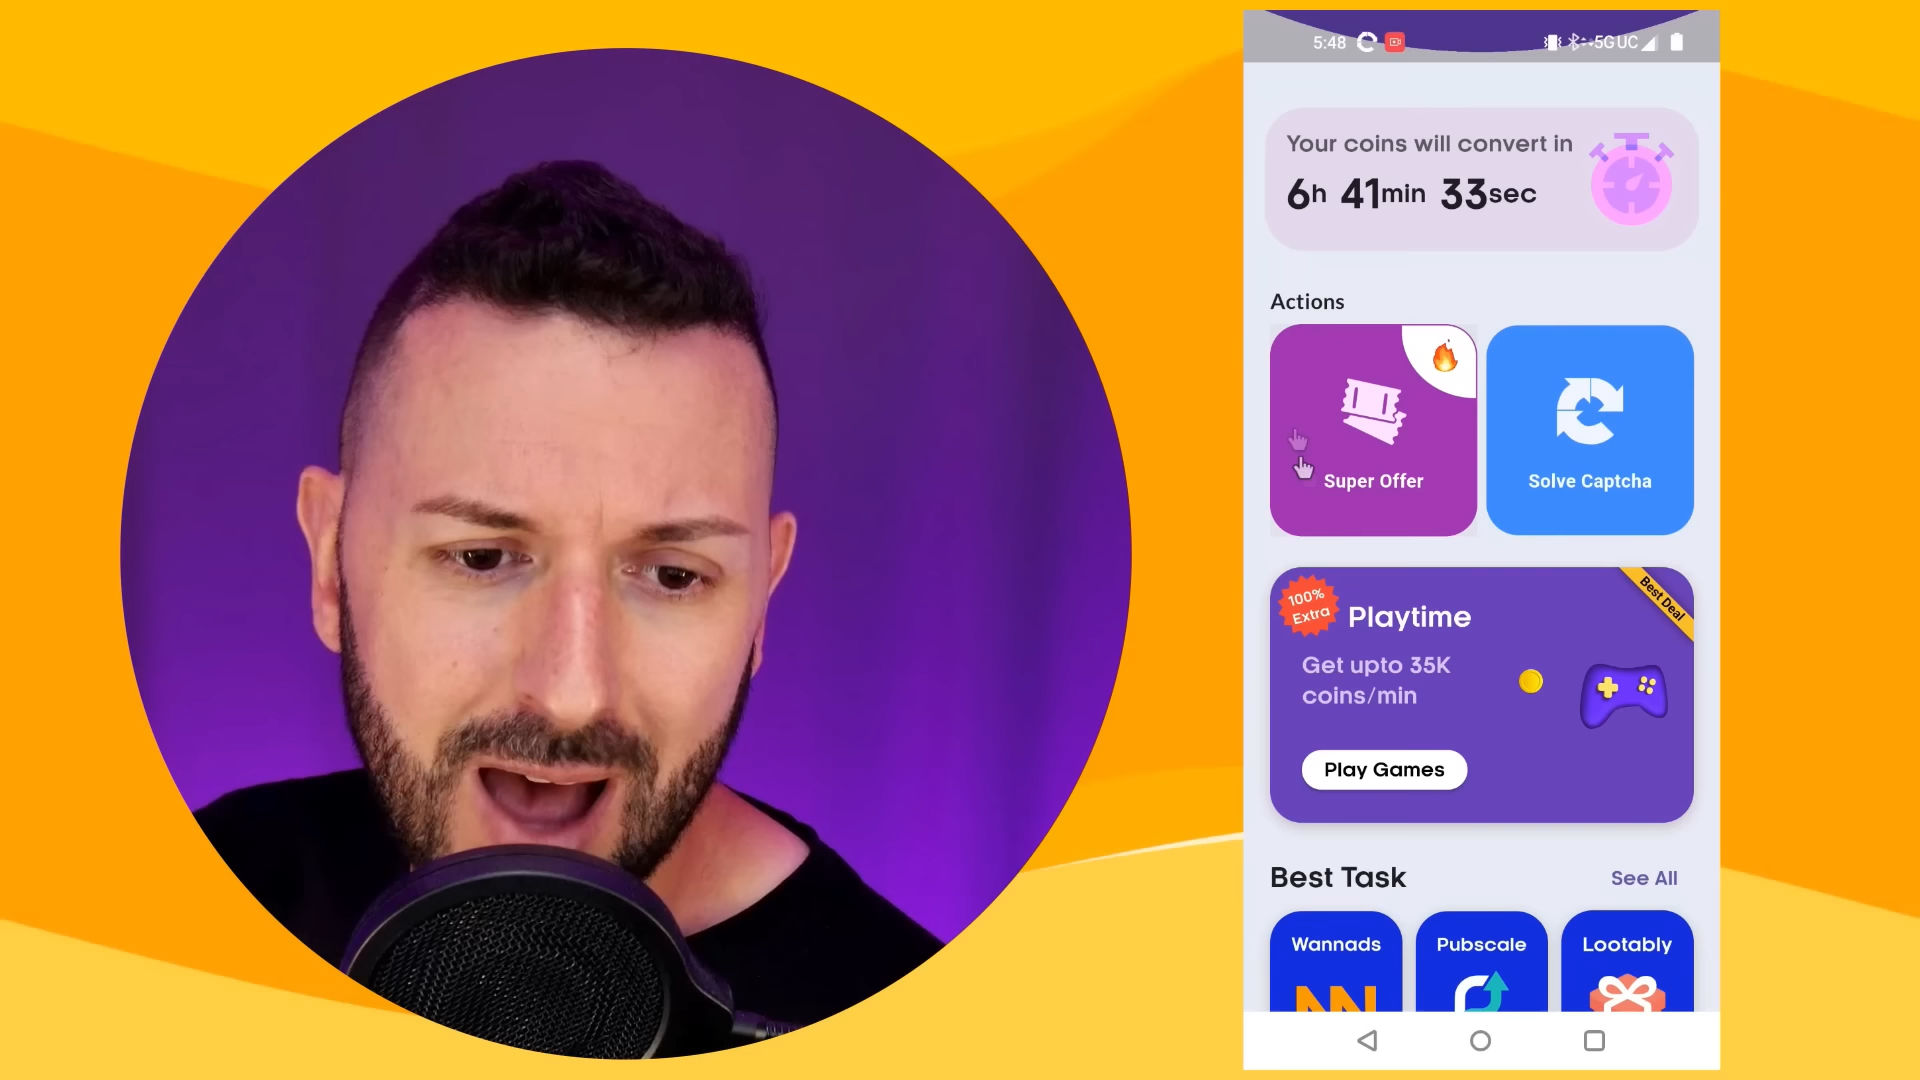 5:48
5G UC
Your coins will convert in
6h 41min 33sec
Actions
Super Offer
Solve Captcha
100%
Extra
Playtime
Best Deal
Get upto 35K
coins/min
Play Games
Best Task
See All
Wannads
Pubscale
Lootably